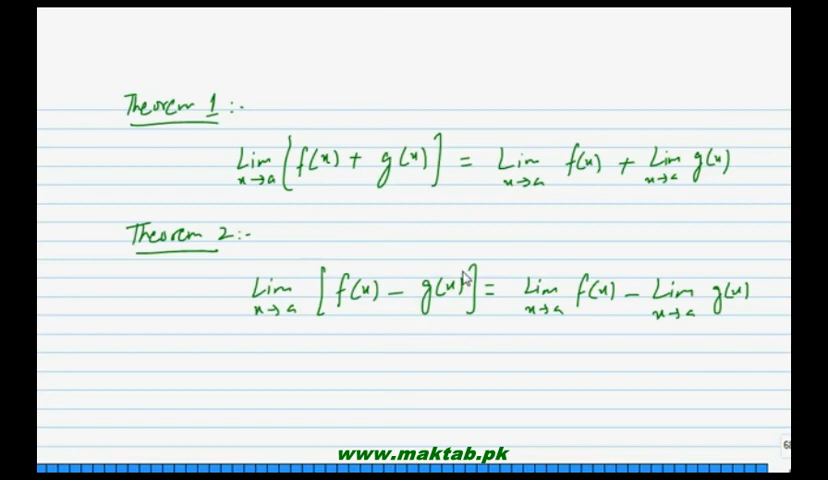 Theorem 1:-
Lim x→a [f(x) + g(x)] = Lim x→a f(x) + Lim x→a g(x)
Theorem 2:-
Lim x→a [f(x) - g(x)] = Lim x→a f(x) - Lim x→a g(x)
www.maktab.pk